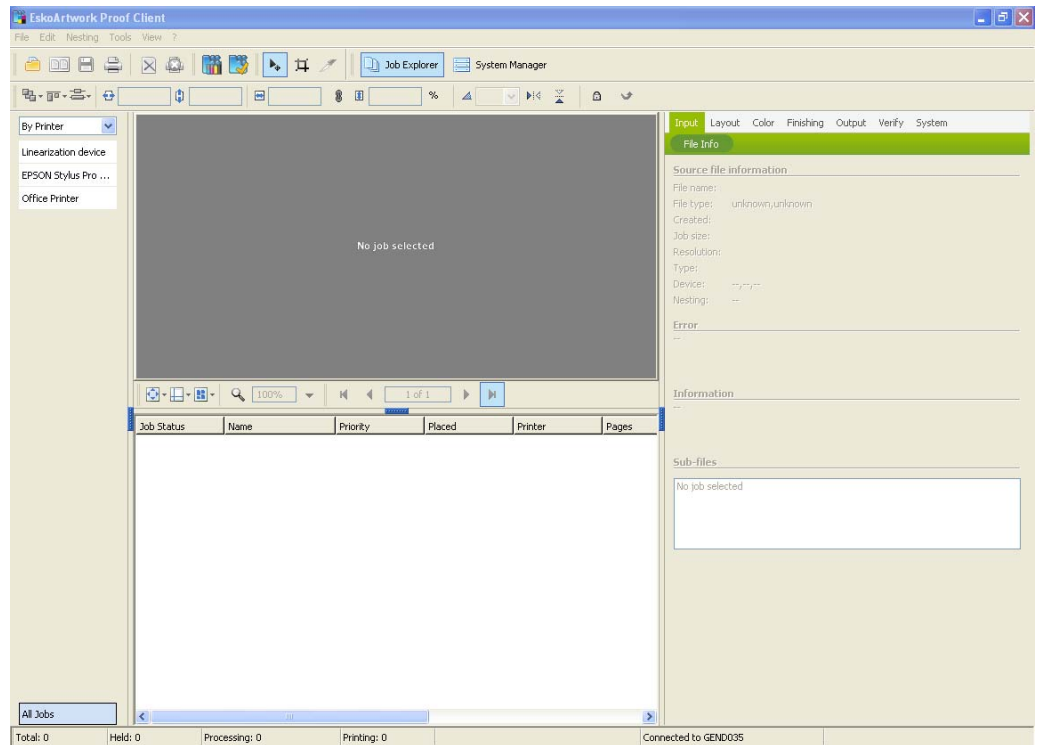 EskoArtwork Proof Client
File Edit Nesting Tools View ?
Job Explorer System Manager
%
By Printer
Linearization device
EPSON Stylus Pro ...
Office Printer
All Jobs
No job selected
100% 1 of 1
Job Status Name Priority Placed Printer Pages
Input Layout Color Finishing Output Verify System
File Info
Source file information
File name:
File type: unknown,unknown
Created:
Job size:
Resolution:
Type:
Device: --,--,--
Nesting: --
Error
--
Information
--
Sub-files
No job selected
Total: 0 Held: 0 Processing: 0 Printing: 0 Connected to GEND035